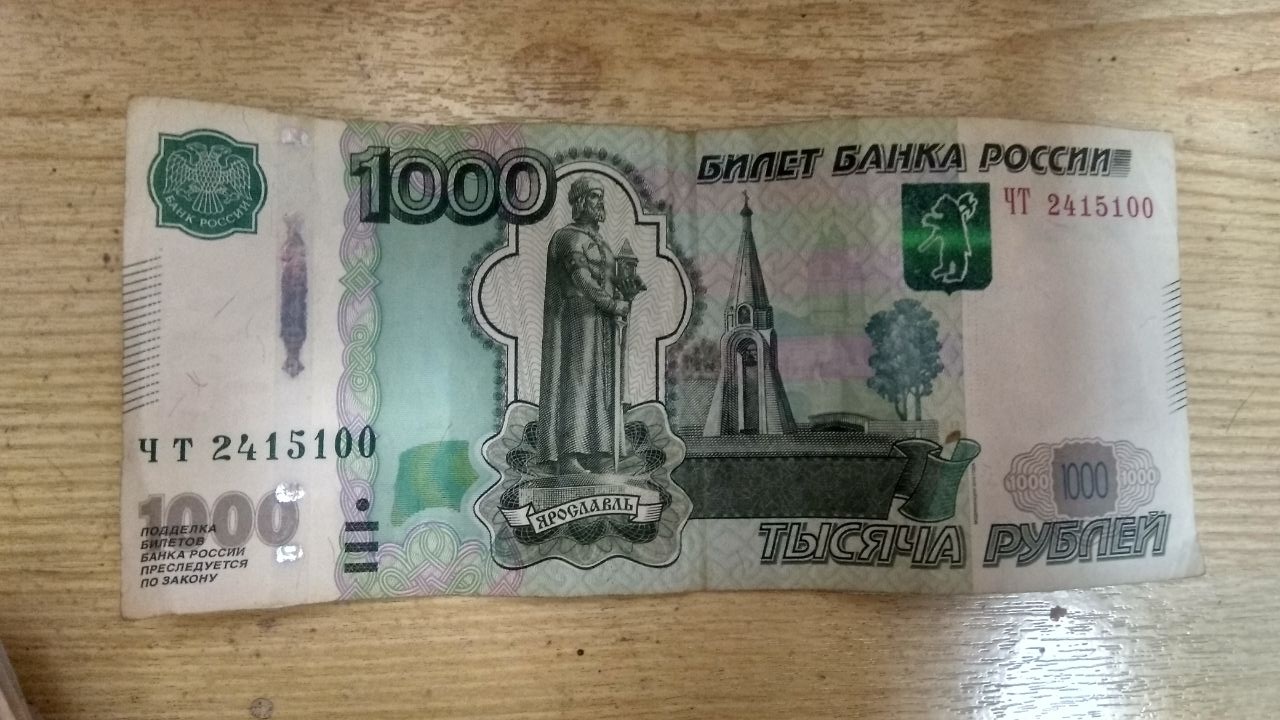 БАНК РОССИИ
1000
БИЛЕТ БАНКА РОССИИ
ЧТ 2415100
ЧТ 2415100
1000
ПОДДЕЛКА
БИЛЕТОВ
БАНКА РОССИИ
ПРЕСЛЕДУЕТСЯ
ПО ЗАКОНУ
ЯРОСЛАВЛЬ
1000 1000 1000
ТЫСЯЧА РУБЛЕЙ